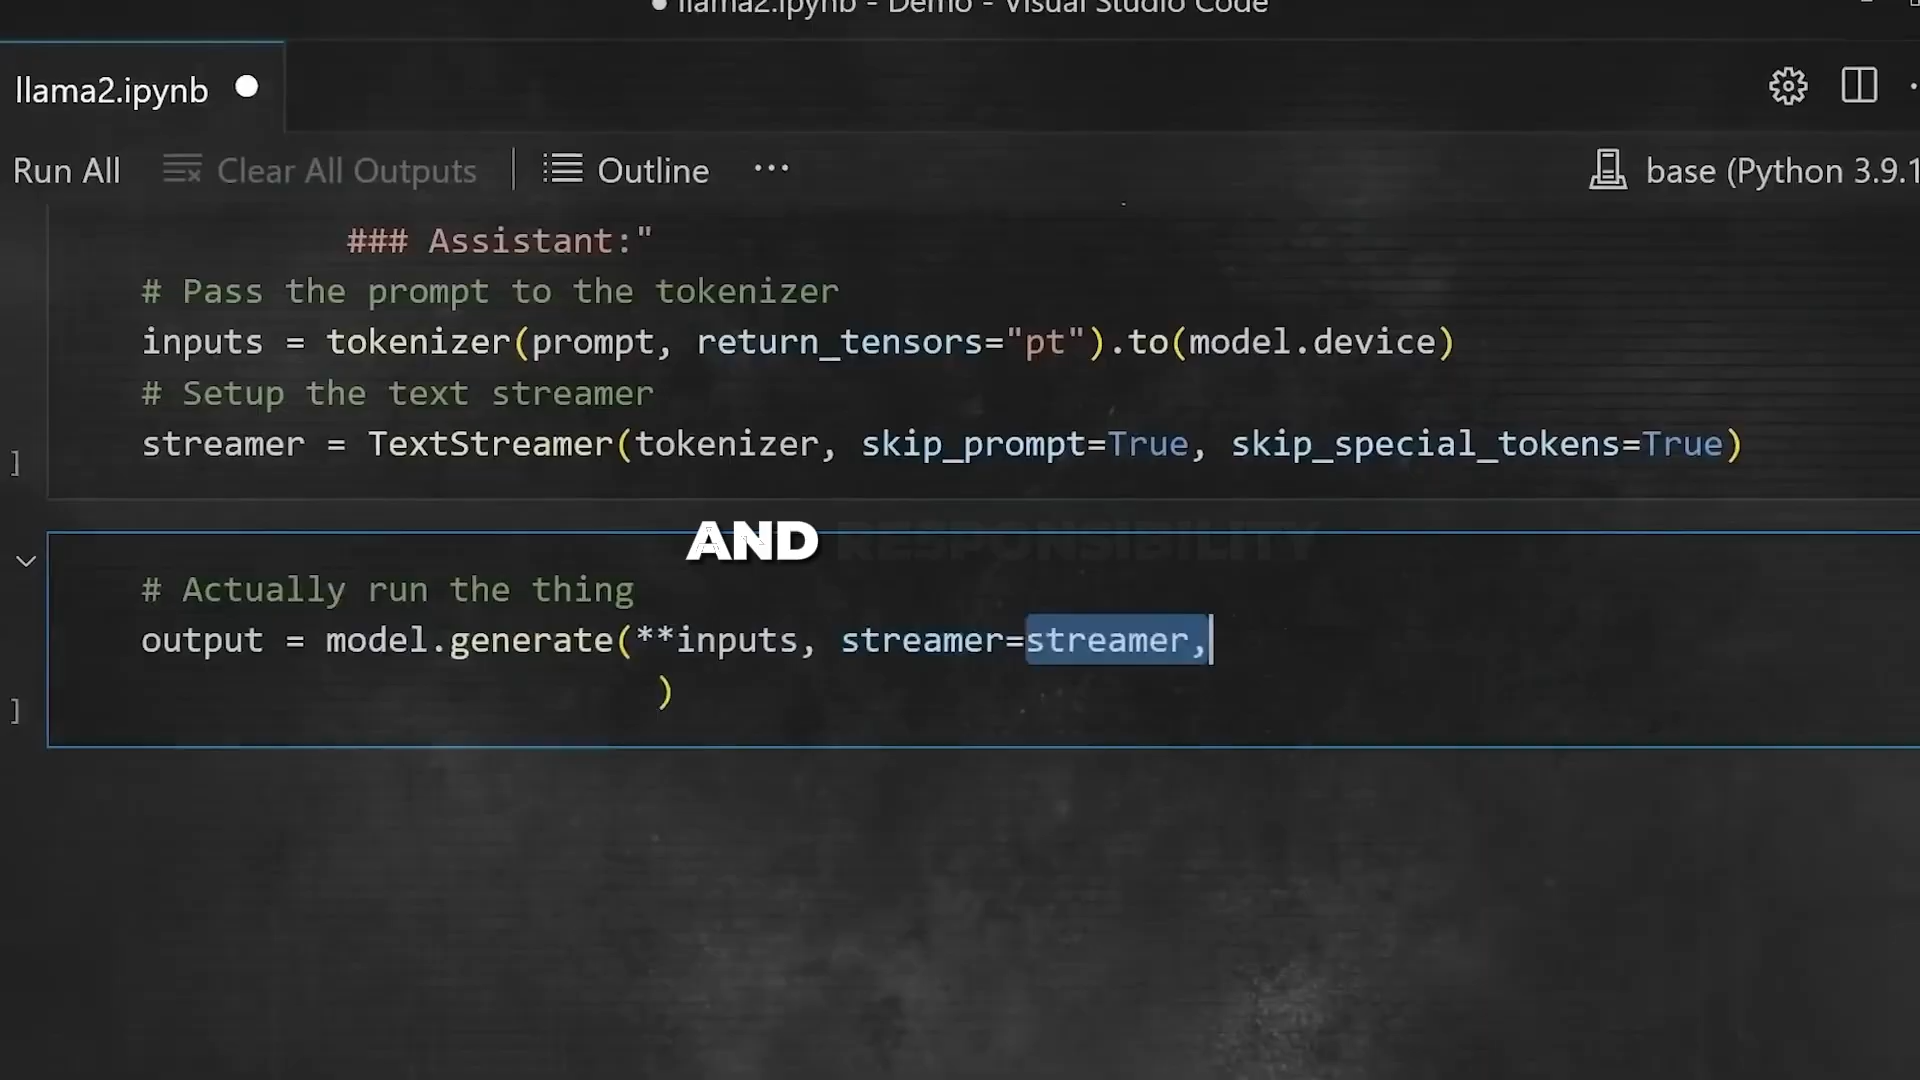 llama2.ipynb - Demo - Visual Studio Code
llama2.ipynb
Run All Clear All Outputs Outline ... base (Python 3.9.1
### Assistant:"
# Pass the prompt to the tokenizer
inputs = tokenizer(prompt, return_tensors="pt").to(model.device)
# Setup the text streamer
streamer = TextStreamer(tokenizer, skip_prompt=True, skip_special_tokens=True)
]
AND RESPONSIBILITY
# Actually run the thing
output = model.generate(**inputs, streamer=streamer,
)
]